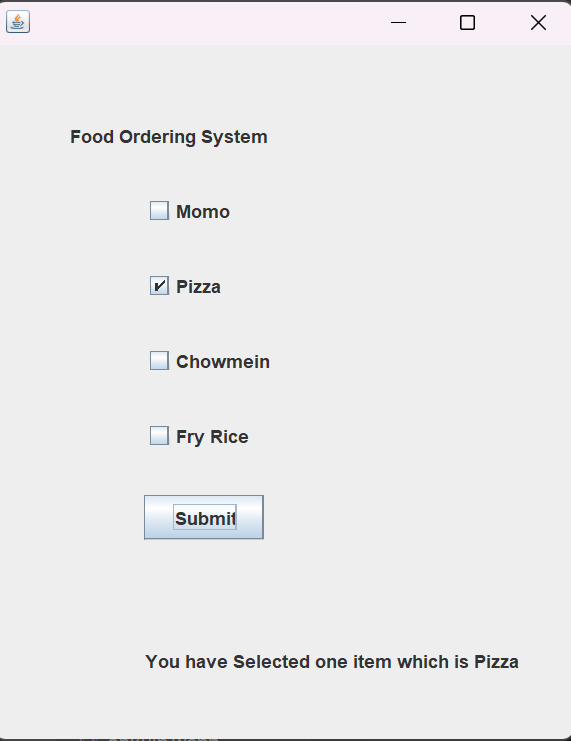 Food Ordering System
Momo
Pizza
Chowmein
Fry Rice
Submit
You have Selected one item which is Pizza